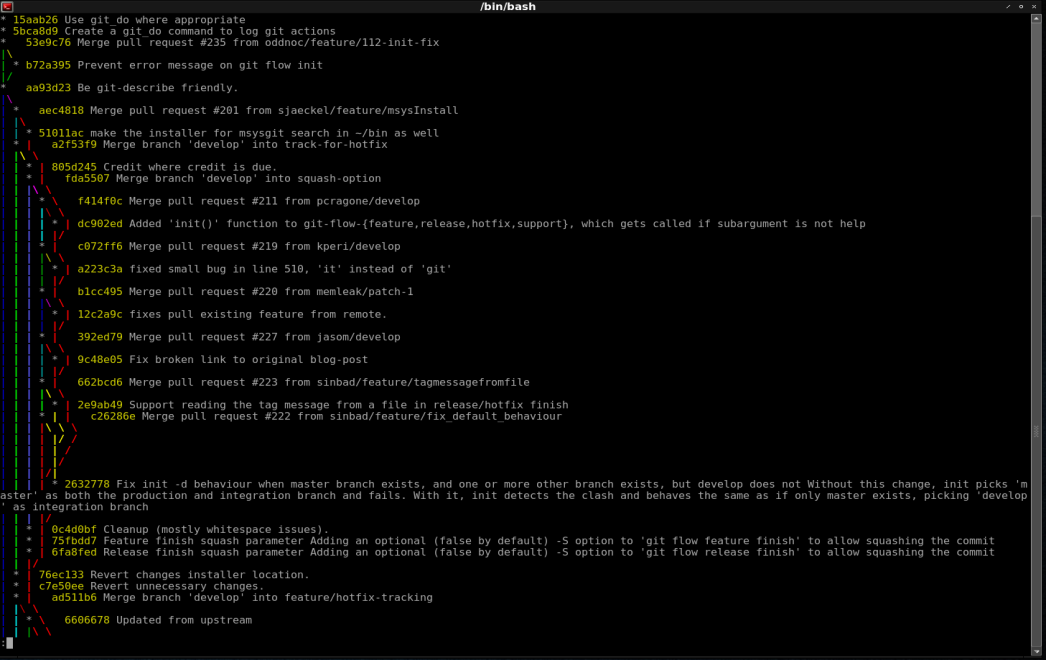 /bin/bash
* 15aab26 Use git_do where appropriate
* 5bca8d9 Create a git_do command to log git actions
* 53e9c76 Merge pull request #235 from oddnoc/feature/112-init-fix
* b72a395 Prevent error message on git flow init
* aa93d23 Be git-describe friendly.
* aec4818 Merge pull request #201 from sjaeckel/feature/msysInstall
* 51011ac make the installer for msysgit search in ~/bin as well
* a2f53f9 Merge branch 'develop' into track-for-hotfix
* 805d245 Credit where credit is due.
* fda5507 Merge branch 'develop' into squash-option
* f414f0c Merge pull request #211 from pcragone/develop
* dc902ed Added 'init()' function to git-flow-{feature,release,hotfix,support}, which gets called if subargument is not help
* c072ff6 Merge pull request #219 from kperi/develop
* a223c3a fixed small bug in line 510, 'it' instead of 'git'
* b1cc495 Merge pull request #220 from memleak/patch-1
* 12c2a9c fixes pull existing feature from remote.
* 392ed79 Merge pull request #227 from jasom/develop
* 9c48e05 Fix broken link to original blog-post
* 662bcd6 Merge pull request #223 from sinbad/feature/tagmessagefromfile
* 2e9ab49 Support reading the tag message from a file in release/hotfix finish
* c26286e Merge pull request #222 from sinbad/feature/fix_default_behaviour
* 2632778 Fix init -d behaviour when master branch exists, and one or more other branch exists, but develop does not Without this change, init picks 'm
aster' as both the production and integration branch and fails. With it, init detects the clash and behaves the same as if only master exists, picking 'develop
' as integration branch
* 0c4d0bf Cleanup (mostly whitespace issues).
* 75fbdd7 Feature finish squash parameter Adding an optional (false by default) -S option to 'git flow feature finish' to allow squashing the commit
* 6fa8fed Release finish squash parameter Adding an optional (false by default) -S option to 'git flow release finish' to allow squashing the commit
* 76ec133 Revert changes installer location.
* c7e50ee Revert unnecessary changes.
* ad511b6 Merge branch 'develop' into feature/hotfix-tracking
* 6606678 Updated from upstream
: